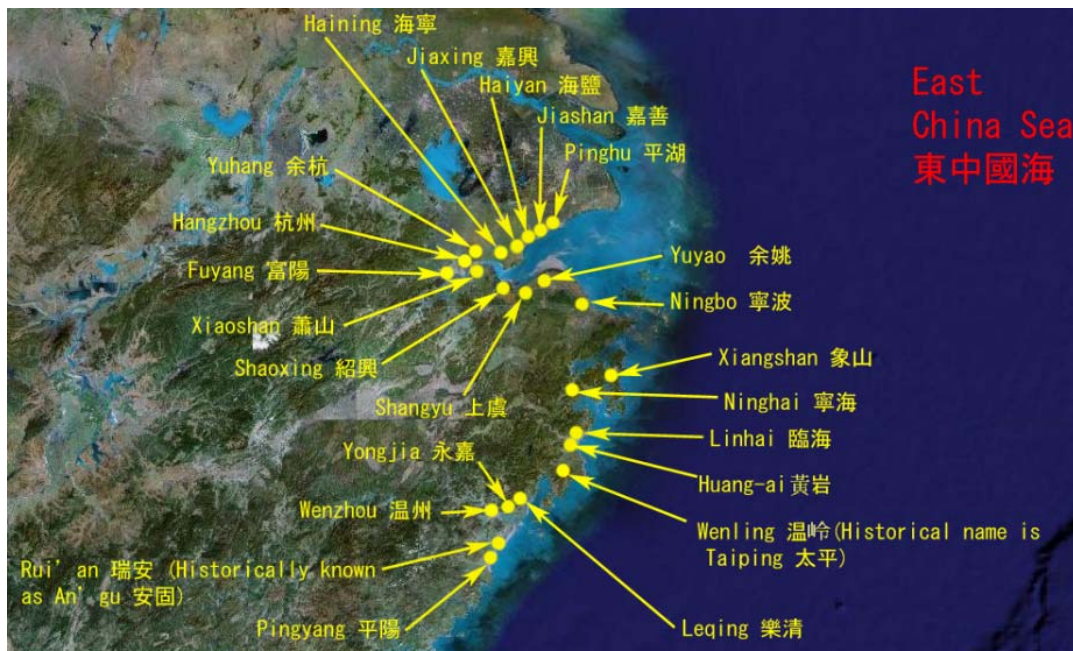 Haining 海寧
Jiaxing 嘉興
Haiyan 海鹽
Jiashan 嘉善
Pinghu 平湖
Yuhang 余杭
Hangzhou 杭州
Fuyang 富陽
Xiaoshan 蕭山
Shaoxing 紹興
Shangyu 上虞
Yongjia 永嘉
Wenzhou 温州
Rui'an 瑞安 (Historically known
as An'gu 安固)
Pingyang 平陽
East
China Sea
東中國海
Yuyao 余姚
Ningbo 寧波
Xiangshan 象山
Ninghai 寧海
Linhai 臨海
Huang-ai 黃岩
Wenling 温岭(Historical name is
Taiping 太平)
Leqing 樂清